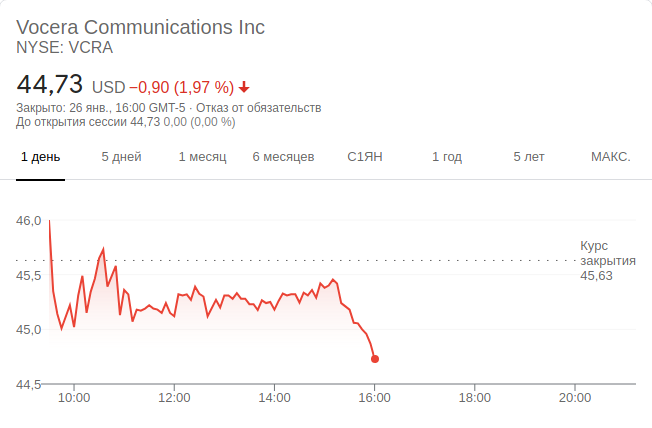 Vocera Communications Inc
NYSE: VCRA
44,73 USD −0,90 (1,97 %)
Закрыто: 26 янв., 16:00 GMT-5 · Отказ от обязательств
До открытия сессии 44,73 0,00 (0,00 %)
1 день 5 дней 1 месяц 6 месяцев С1ЯН 1 год 5 лет МАКС.
46,0
Курс
закрытия
45,63
45,5
45,0
44,5
10:00 12:00 14:00 16:00 18:00 20:00